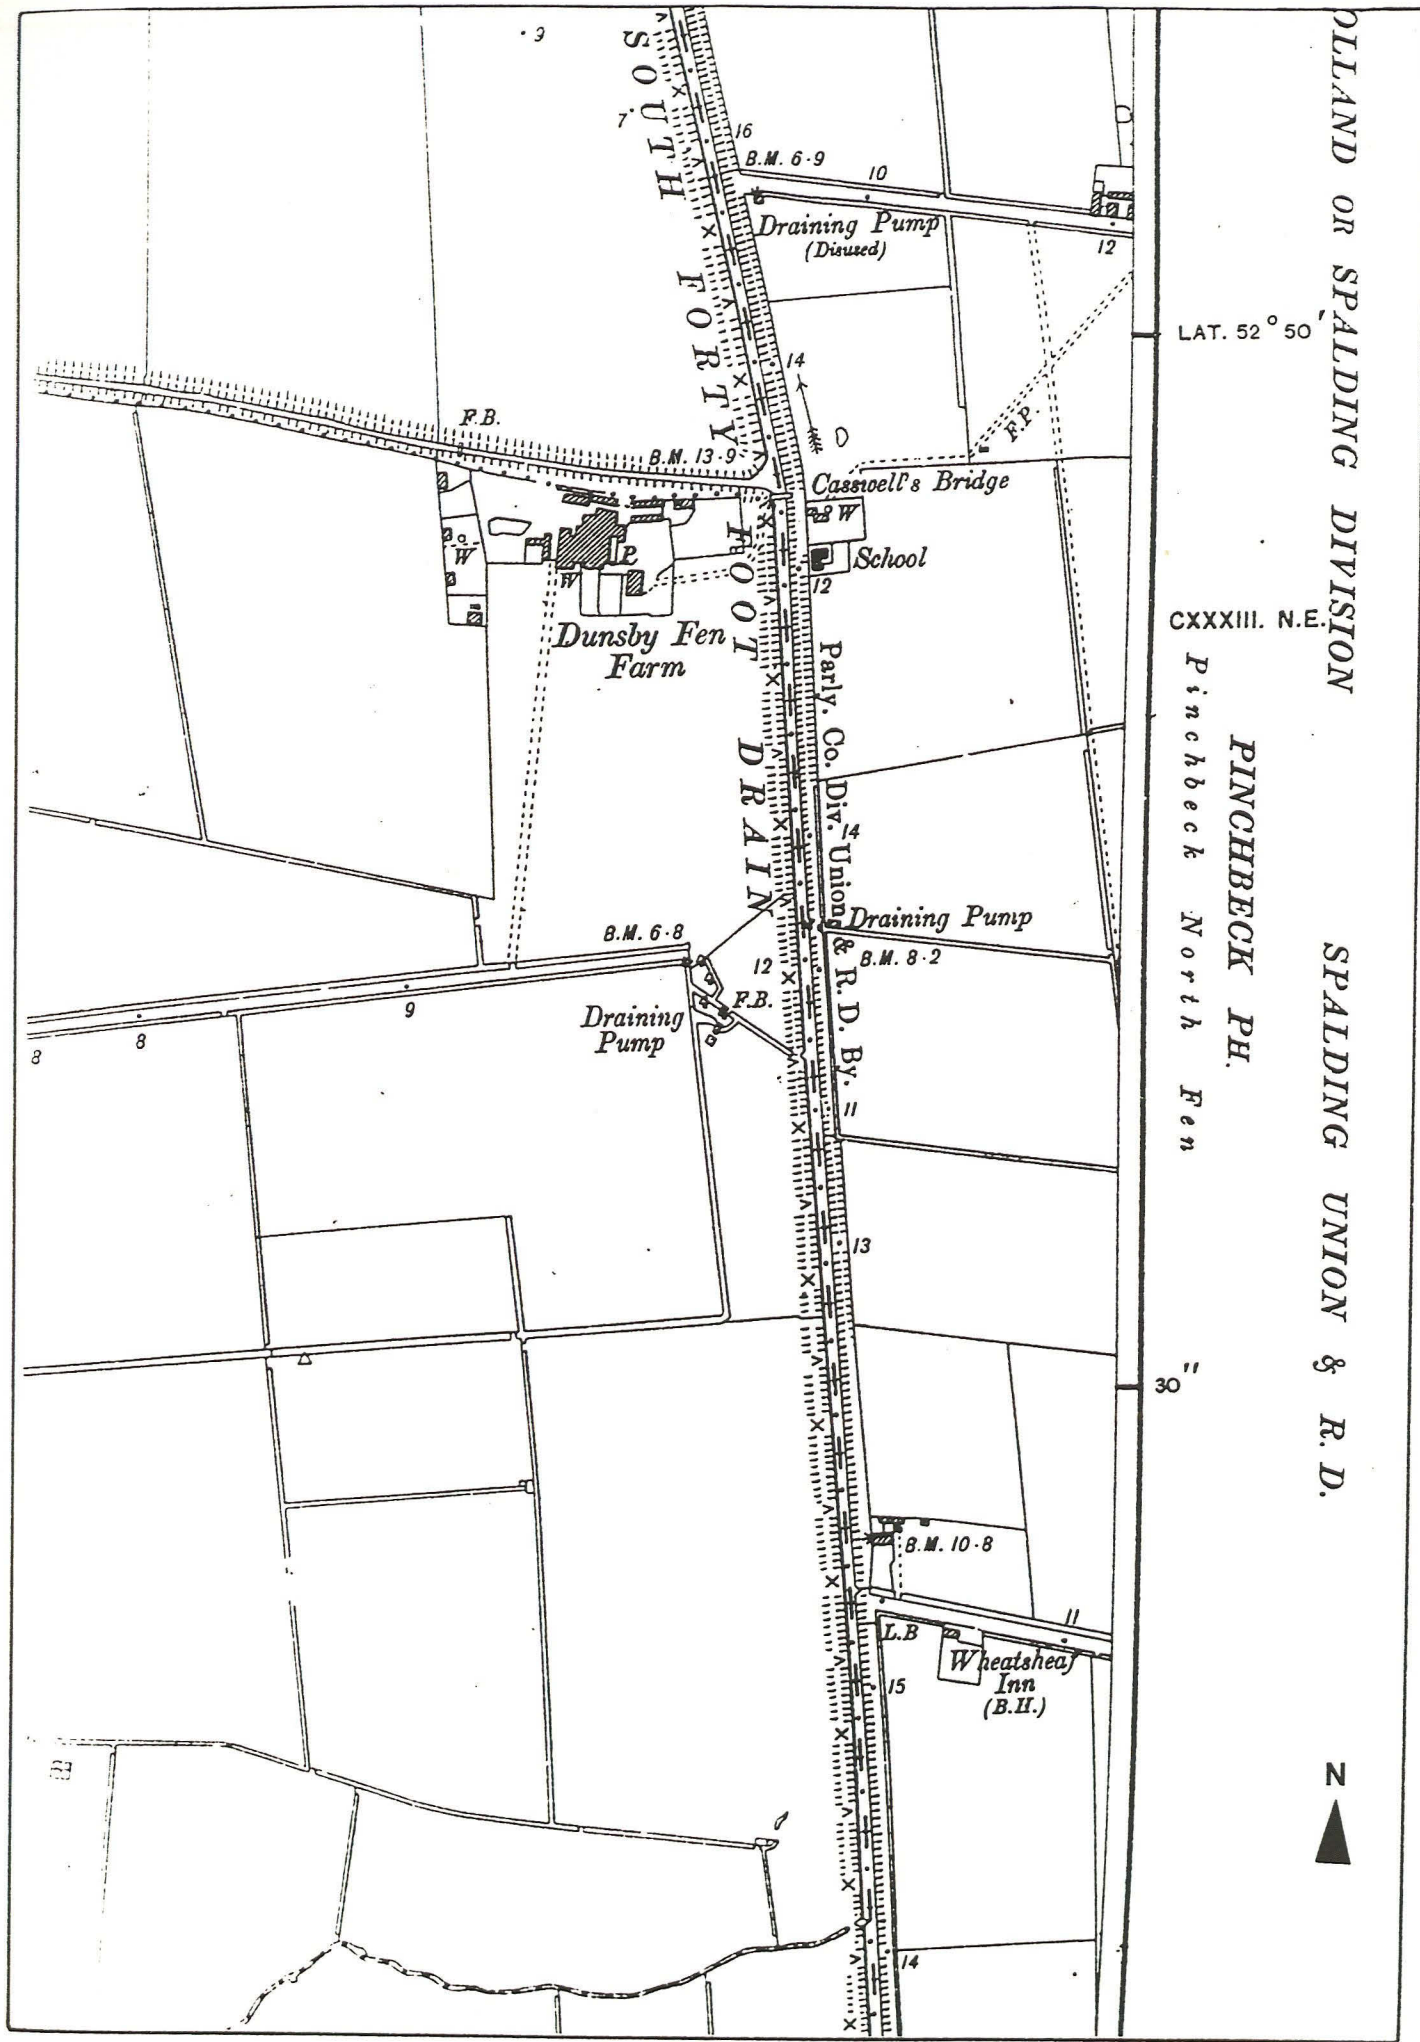 OLLAND OR SPALDING DIVISION
SPALDING UNION & R. D.
PINCHBECK PH.
Pinchbeck North Fen
LAT. 52° 50'
CXXXIII. N.E.
30"
N
SOUTH FORTY FOOT DRAIN
Parly. Co. Div. Union & R. D. By.
9
7
16
B.M. 6·9
10
Draining Pump
(Disused)
12
14
F.P.
F.B.
B.M. 13·9
Casswell's Bridge
W
School
12
W
W
P.
Dunsby Fen
Farm
14
Draining Pump
B.M. 8·2
B.M. 6·8
12
F.B.
Draining
Pump
9
8
8
11
13
B.M. 10·8
11
L.B
Wheatsheaf
Inn
(B.H.)
15
14